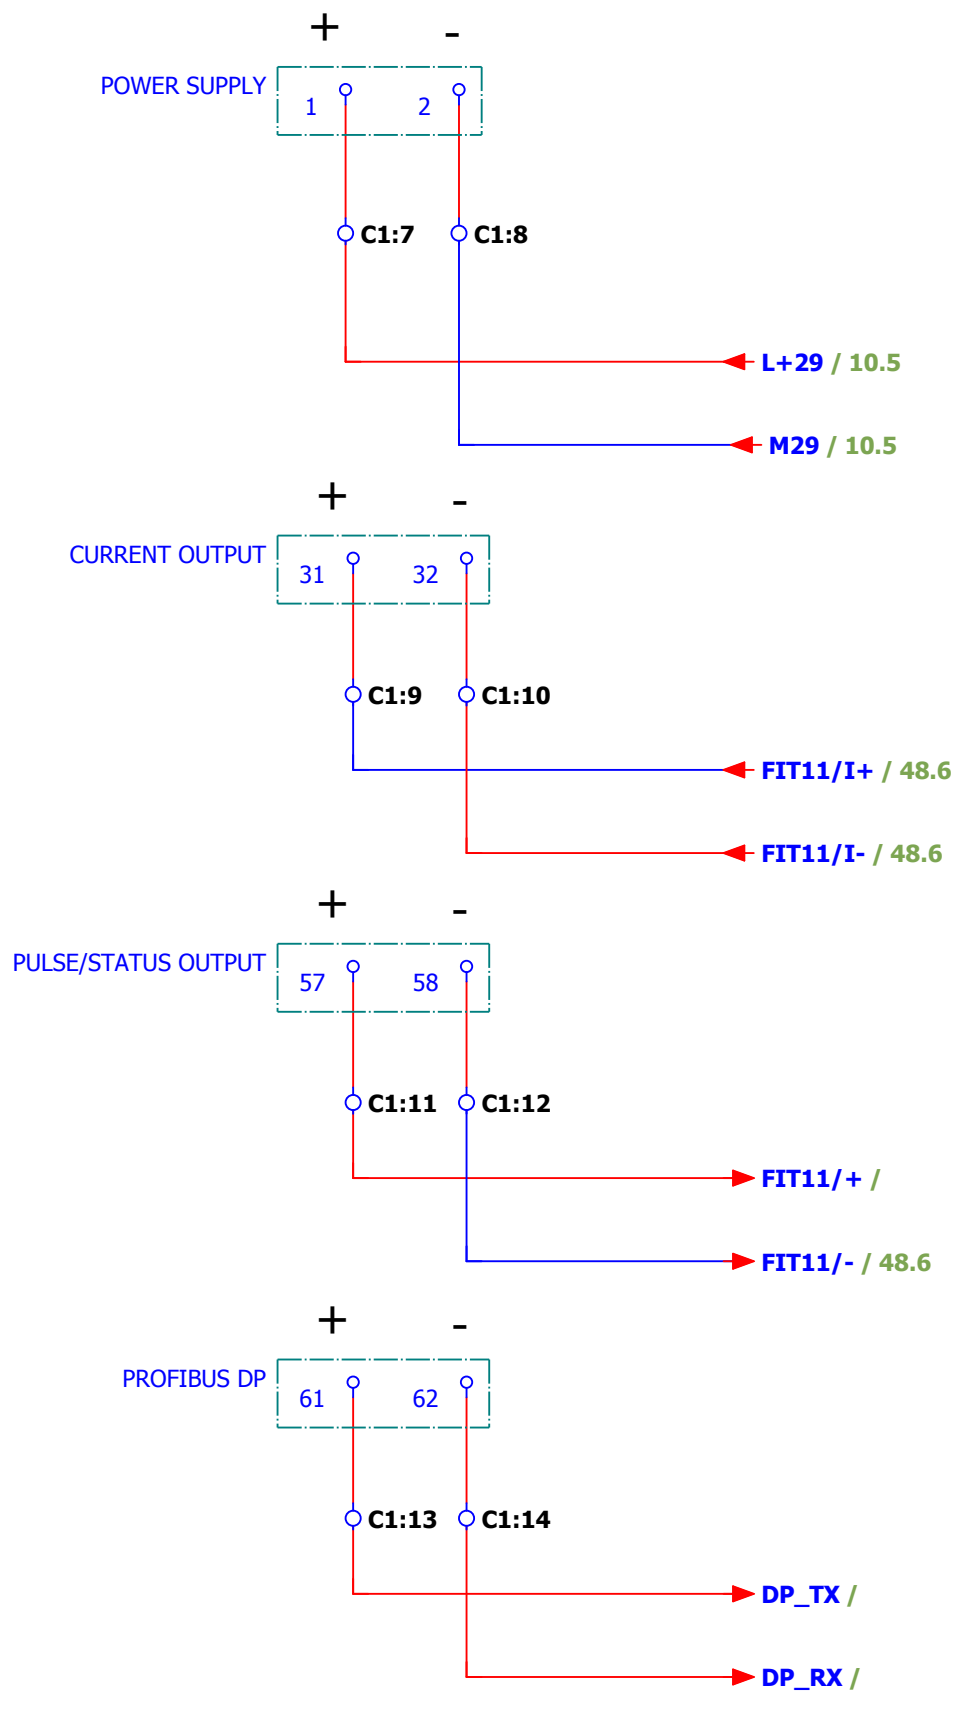 + -
POWER SUPPLY
1 2
C1:7 C1:8
L+29 / 10.5
M29 / 10.5
+ -
CURRENT OUTPUT
31 32
C1:9 C1:10
FIT11/I+ / 48.6
FIT11/I- / 48.6
+ -
PULSE/STATUS OUTPUT
57 58
C1:11 C1:12
FIT11/+ /
FIT11/- / 48.6
+ -
PROFIBUS DP
61 62
C1:13 C1:14
DP_TX /
DP_RX /